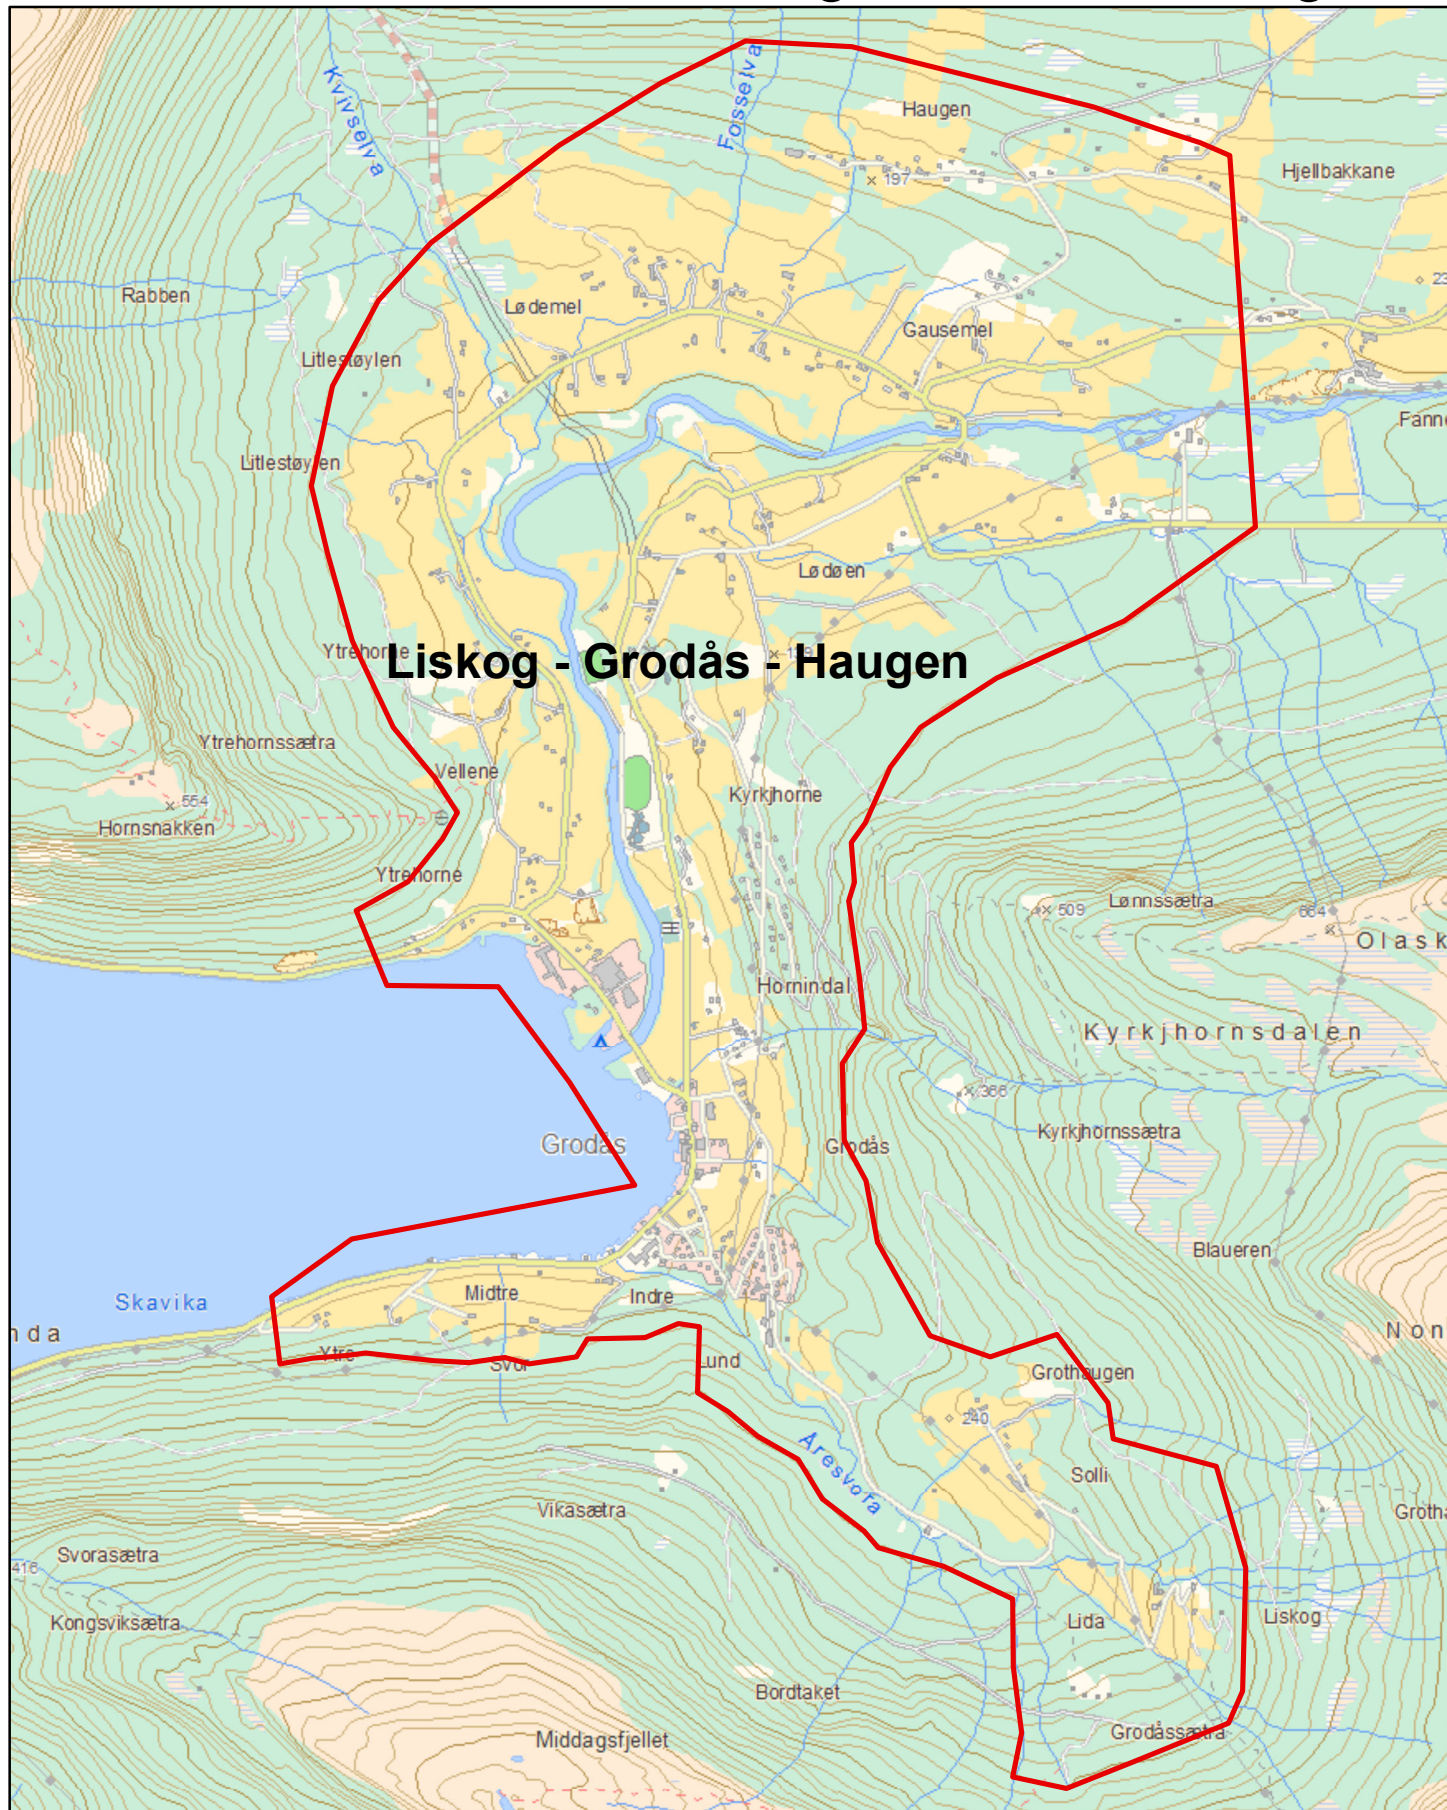 Kvivselva
Fosselva
Haugen
197
Hjellbakkane
Rabben
Lødemel
23
Gausemel
Litlestøylen
Fanne
Litlestøylen
Lødøen
Ytrehorne
Liskog - Grodås - Haugen
Ytrehornssætra
Vellene
Kyrkjhorne
554
Hornsnakken
Ytrehorne
509
Lønnssætra
664
Olask
Hornindal
Kyrkjhornsdalen
366
Kyrkjhornssætra
Grodås
Grodås
Blaueren
Skavika
Midtre
Indre
nda
Non
Ytre
Svor
Lund
Grothaugen
240
Åresvora
Solli
Vikasætra
Grotha
Svorasætra
416
Kongsviksætra
Lida
Liskog
Bordtaket
Middagsfjellet
Grodåssætra